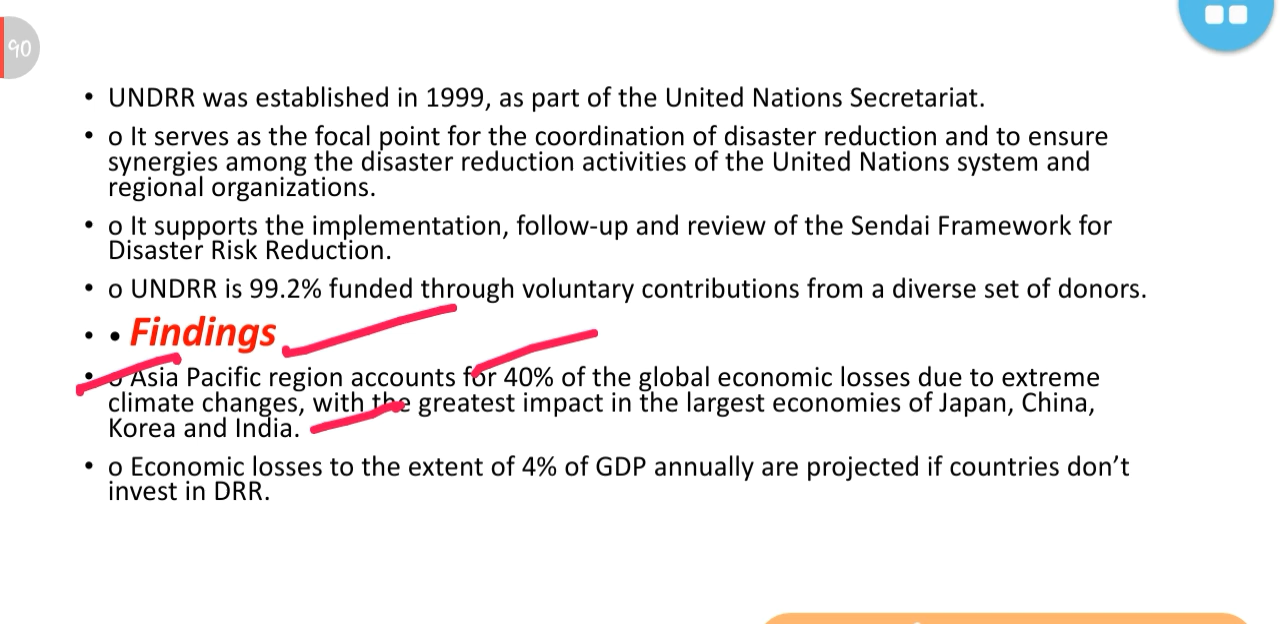 90
• UNDRR was established in 1999, as part of the United Nations Secretariat.
• o It serves as the focal point for the coordination of disaster reduction and to ensure
synergies among the disaster reduction activities of the United Nations system and
regional organizations.
• o It supports the implementation, follow-up and review of the Sendai Framework for
Disaster Risk Reduction.
• o UNDRR is 99.2% funded through voluntary contributions from a diverse set of donors.
• • Findings
• o Asia Pacific region accounts for 40% of the global economic losses due to extreme
climate changes, with the greatest impact in the largest economies of Japan, China,
Korea and India.
• o Economic losses to the extent of 4% of GDP annually are projected if countries don’t
invest in DRR.